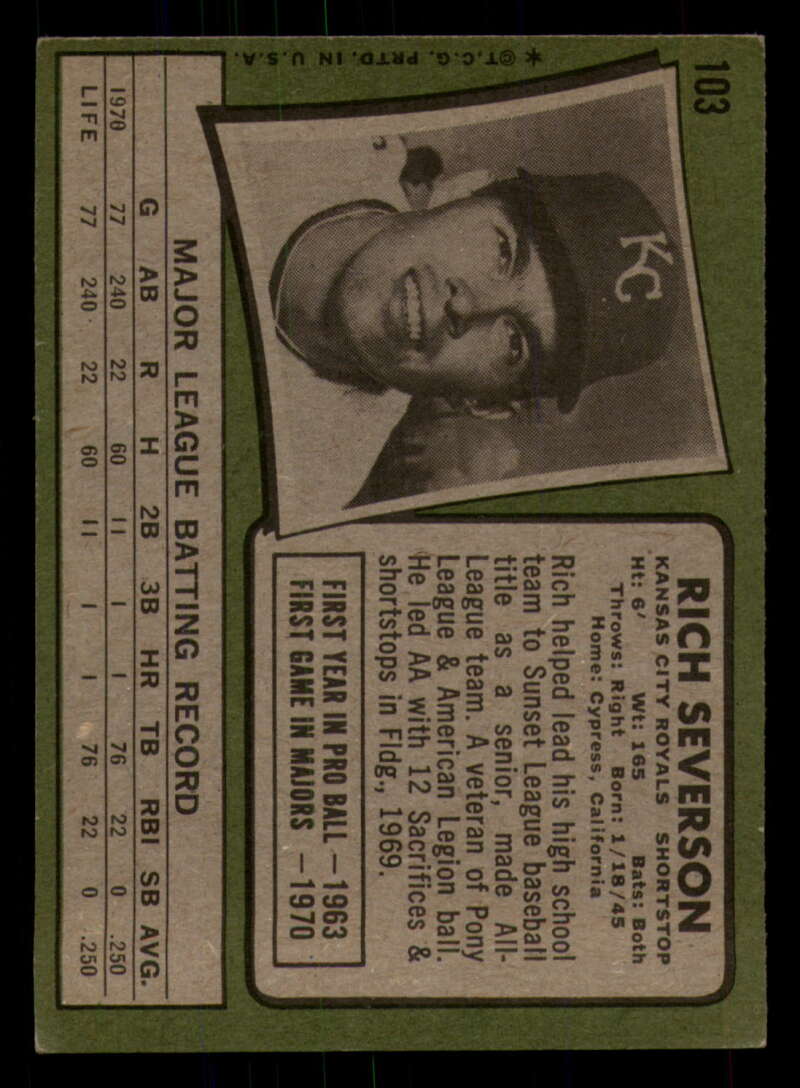 103
✶©T.C.G. PRTD. IN U.S.A.
KC
RICH SEVERSON
KANSAS CITY ROYALS SHORTSTOP
Ht: 6' Wt: 165 Bats: Both
Throws: Right Born: 1/18/45
Home: Cypress, California
Rich helped lead his high school
team to Sunset League baseball
title as a senior, made All-
League team. A veteran of Pony
League & American Legion ball.
He led AA with 12 Sacrifices &
shortstops in Fldg., 1969.
FIRST YEAR IN PRO BALL —1963
FIRST GAME IN MAJORS —1970
MAJOR LEAGUE BATTING RECORD
G AB R H 2B 3B HR TB RBI SB AVG.
1970 77 240 22 60 11 1 1 76 22 0 .250
LIFE 77 240 22 60 11 1 1 76 22 0 .250